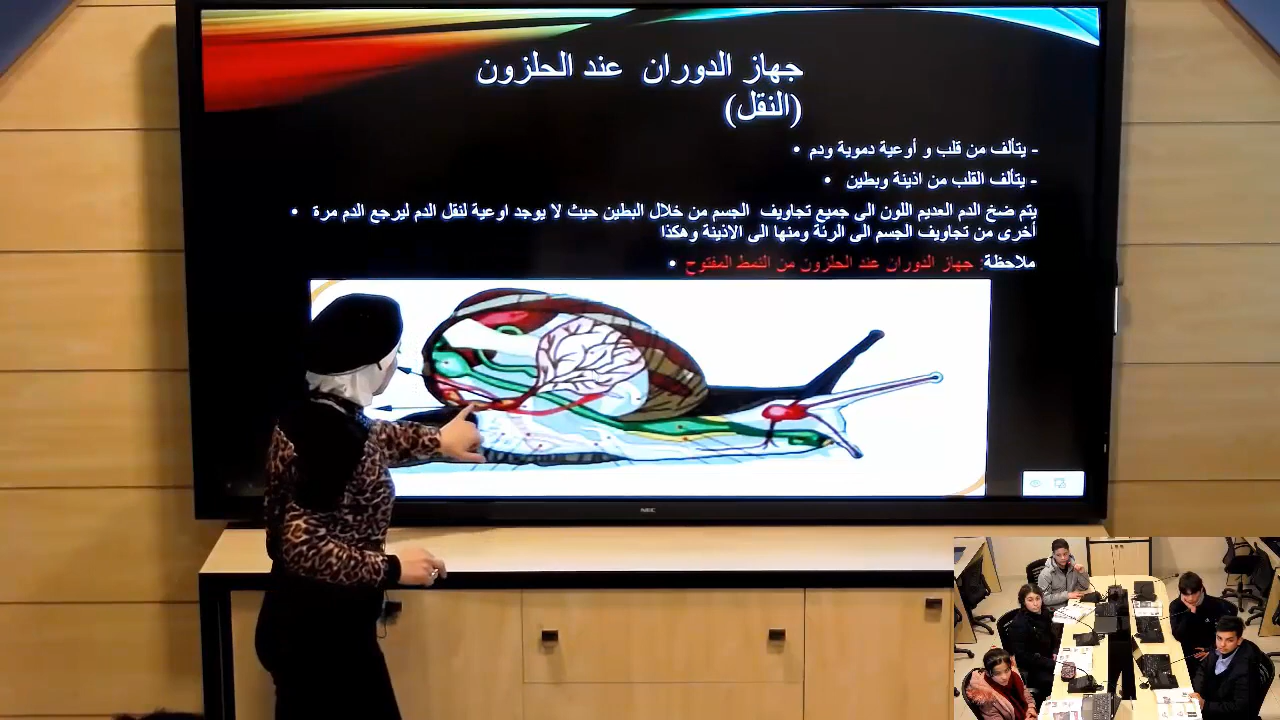 جهاز الدوران عند الحلزون
(النقل)
- يتألف من قلب و أوعية دموية ودم •
- يتألف القلب من اذينة وبطين •
يتم ضخ الدم العديم اللون الى جميع تجاويف الجسم من خلال البطين حيث لا يوجد اوعية لنقل الدم ليرجع الدم مرة •
أخرى من تجاويف الجسم الى الرئة ومنها الى الاذينة وهكذا
ملاحظة: جهاز الدوران عند الحلزون من النمط المفتوح •
NEC